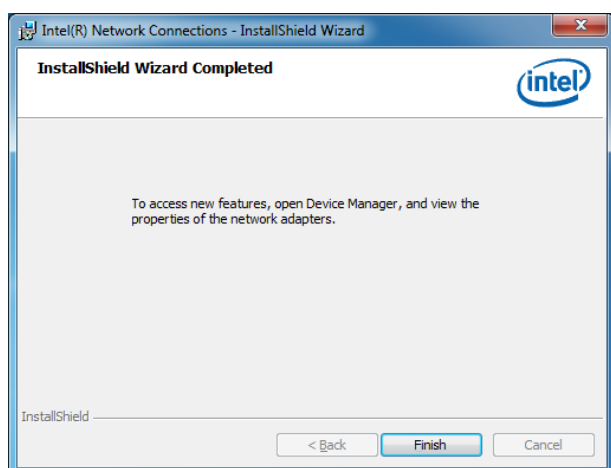 Intel(R) Network Connections - InstallShield Wizard
InstallShield Wizard Completed
intel
To access new features, open Device Manager, and view the
properties of the network adapters.
InstallShield
< Back
Finish
Cancel